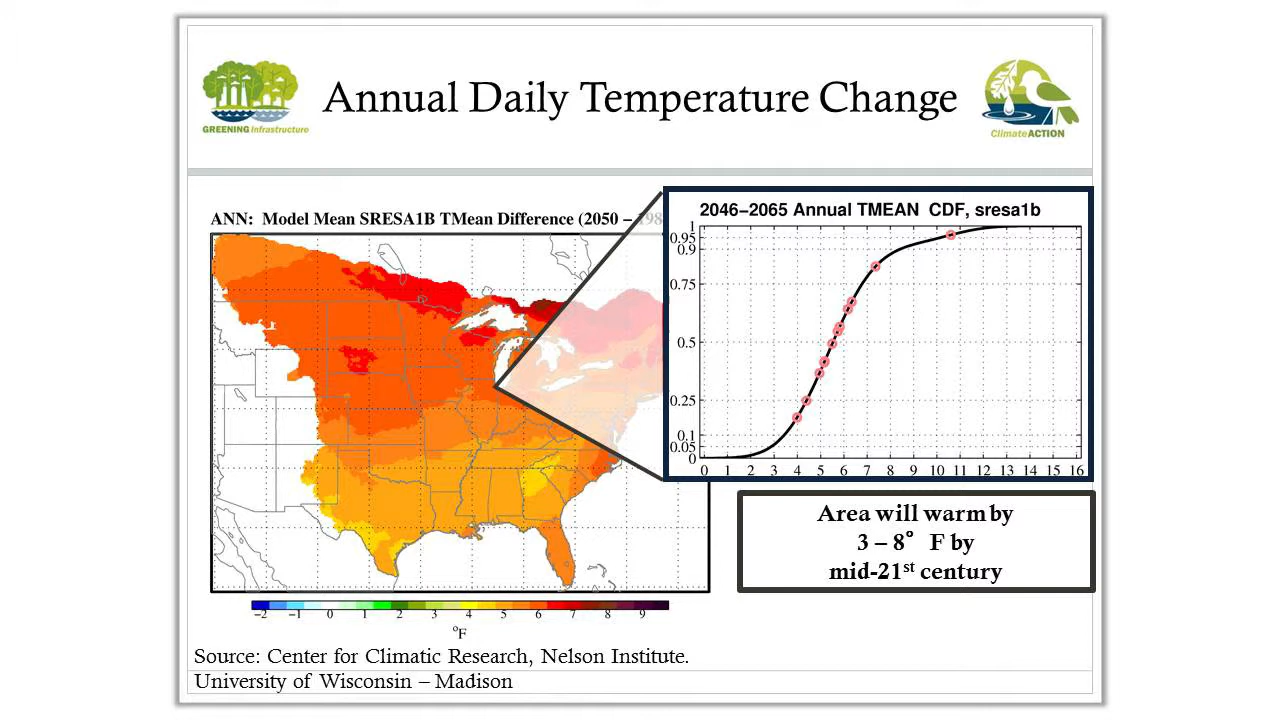 Annual Daily Temperature Change
GREENING Infrastructure
ClimateACTION
ANN: Model Mean SRESA1B TMean Difference (2050 –
2046–2065 Annual TMEAN CDF, sresa1b
1
0.95
0.9
0.75
0.5
0.25
0.1
0.05
0
0 1 2 3 4 5 6 7 8 9 10 11 12 13 14 15 16
Area will warm by
3 – 8° F by
mid-21st century
−2 −1 0 1 2 3 4 5 6 7 8 9
°F
Source: Center for Climatic Research, Nelson Institute.
University of Wisconsin – Madison